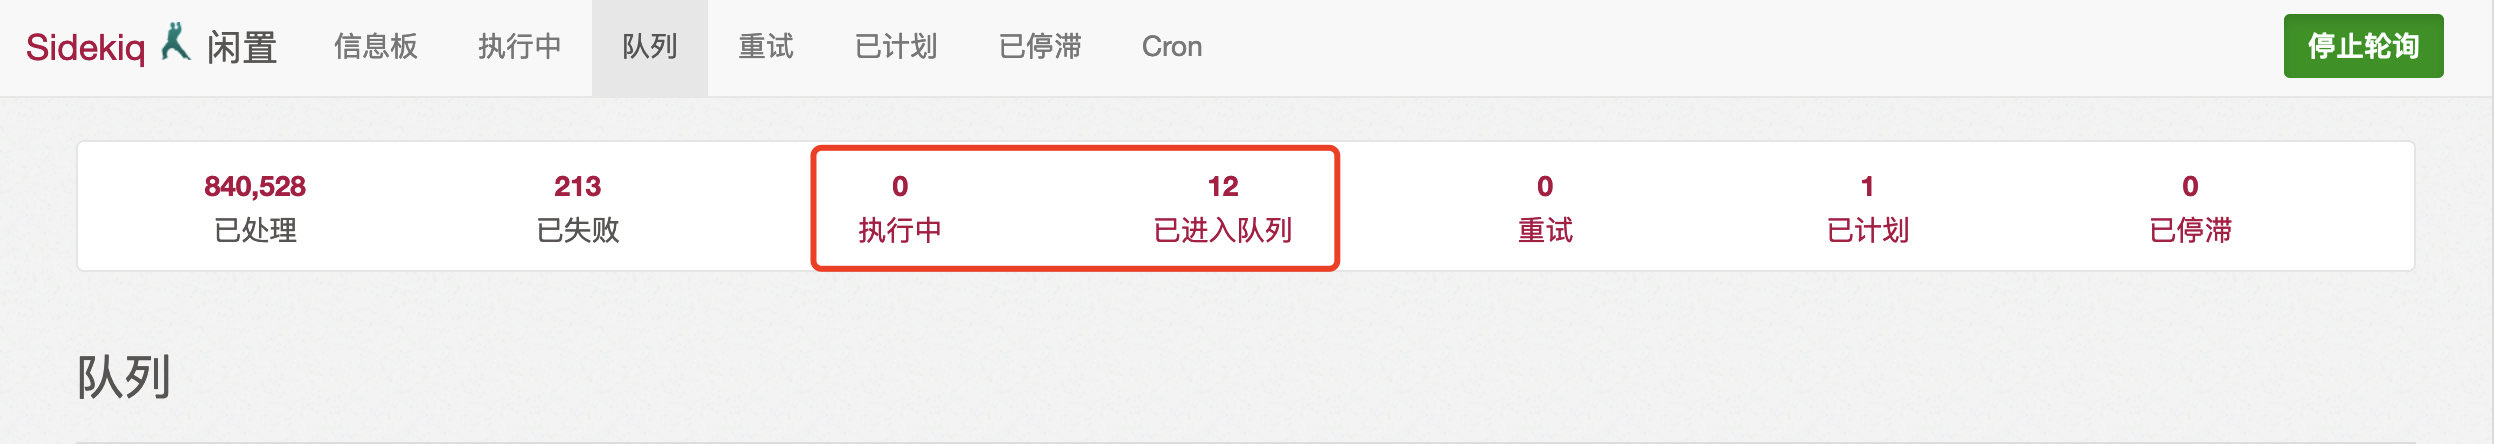 Sidekiq 闲置 信息板 执行中 队列 重试 已计划 已停滞 Cron 停止轮询
840,528 213 0 12 0 1 0
已处理 已失败 执行中 已进入队列 重试 已计划 已停滞
队列